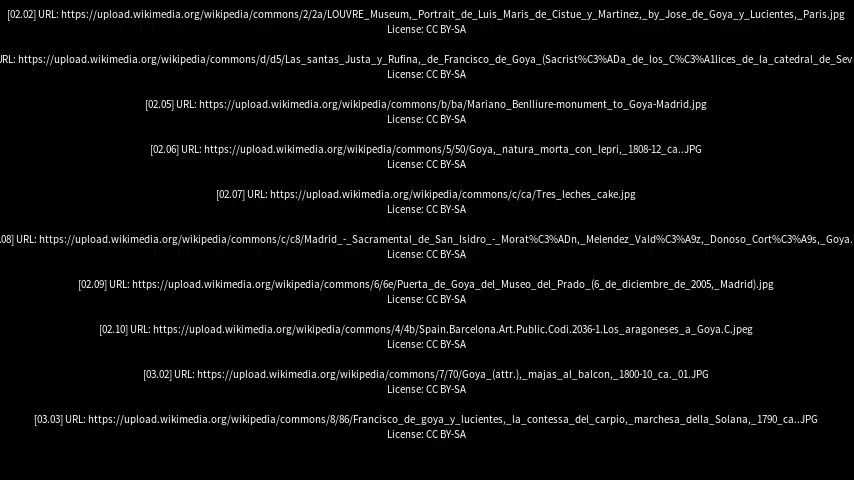 [02.02] URL: https://upload.wikimedia.org/wikipedia/commons/2/2a/LOUVRE_Museum,_Portrait_de_Luis_Maris_de_Cistue_y_Martinez,_by_Jose_de_Goya_y_Lucientes,_Paris.jpg
License: CC BY-SA
URL: https://upload.wikimedia.org/wikipedia/commons/d/d5/Las_santas_Justa_y_Rufina,_de_Francisco_de_Goya_(Sacrist%C3%ADa_de_los_C%C3%A1lices_de_la_catedral_de_Sev
License: CC BY-SA
[02.05] URL: https://upload.wikimedia.org/wikipedia/commons/b/ba/Mariano_Benlliure-monument_to_Goya-Madrid.jpg
License: CC BY-SA
[02.06] URL: https://upload.wikimedia.org/wikipedia/commons/5/50/Goya,_natura_morta_con_lepri,_1808-12_ca..JPG
License: CC BY-SA
[02.07] URL: https://upload.wikimedia.org/wikipedia/commons/c/ca/Tres_leches_cake.jpg
License: CC BY-SA
.08] URL: https://upload.wikimedia.org/wikipedia/commons/c/c8/Madrid_-_Sacramental_de_San_Isidro_-_Morat%C3%ADn,_Melendez_Vald%C3%A9z,_Donoso_Cort%C3%A9s,_Goya.
License: CC BY-SA
[02.09] URL: https://upload.wikimedia.org/wikipedia/commons/6/6e/Puerta_de_Goya_del_Museo_del_Prado_(6_de_diciembre_de_2005,_Madrid).jpg
License: CC BY-SA
[02.10] URL: https://upload.wikimedia.org/wikipedia/commons/4/4b/Spain.Barcelona.Art.Public.Codi.2036-1.Los_aragoneses_a_Goya.C.jpeg
License: CC BY-SA
[03.02] URL: https://upload.wikimedia.org/wikipedia/commons/7/70/Goya_(attr.),_majas_al_balcon,_1800-10_ca._01.JPG
License: CC BY-SA
[03.03] URL: https://upload.wikimedia.org/wikipedia/commons/8/86/Francisco_de_goya_y_lucientes,_la_contessa_del_carpio,_marchesa_della_Solana,_1790_ca..JPG
License: CC BY-SA